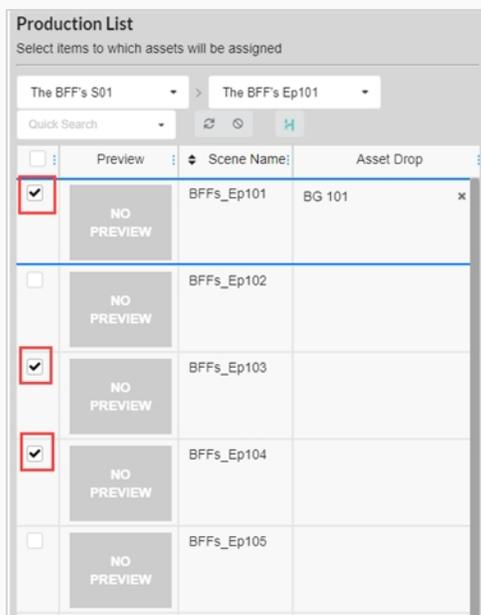 Production List
Select items to which assets will be assigned
The BFF's S01 > The BFF's Ep101
Quick Search
Preview Scene Name Asset Drop
BFFs_Ep101 BG 101
NO
PREVIEW
BFFs_Ep102
NO
PREVIEW
BFFs_Ep103
NO
PREVIEW
BFFs_Ep104
NO
PREVIEW
BFFs_Ep105
NO
PREVIEW